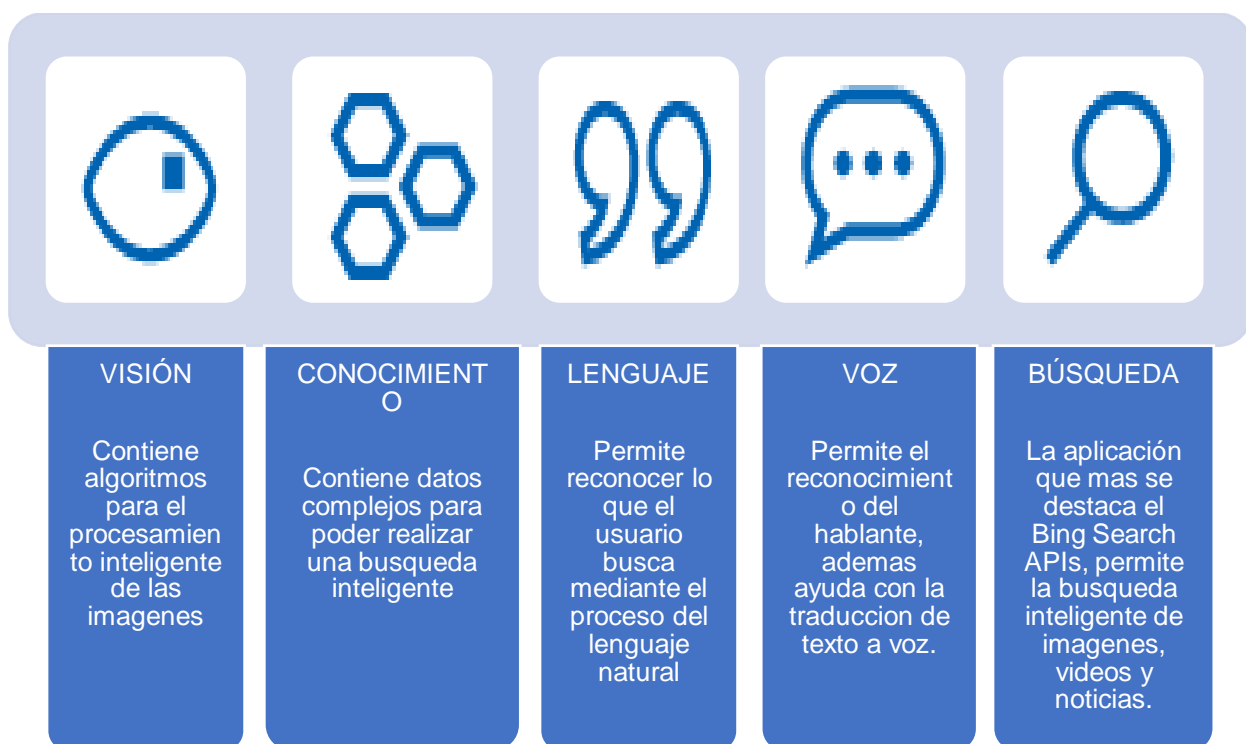 VISIÓN
Contiene
algoritmos
para el
procesamien
to inteligente
de las
imagenes
CONOCIMIENT
O
Contiene datos
complejos para
poder realizar
una busqueda
inteligente
LENGUAJE
Permite
reconocer lo
que el
usuario
busca
mediante el
proceso del
lenguaje
natural
VOZ
Permite el
reconocimient
o del
hablante,
ademas
ayuda con la
traduccion de
texto a voz.
BÚSQUEDA
La aplicación
que mas se
destaca el
Bing Search
APIs, permite
la busqueda
inteligente de
imagenes,
videos y
noticias.